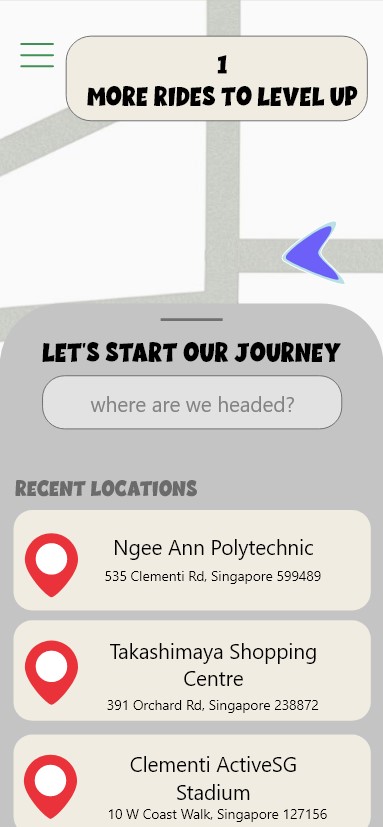 1
MORE RIDES TO LEVEL UP
LET'S START OUR JOURNEY
where are we headed?
RECENT LOCATIONS
Ngee Ann Polytechnic
535 Clementi Rd, Singapore 599489
Takashimaya Shopping
Centre
391 Orchard Rd, Singapore 238872
Clementi ActiveSG
Stadium
10 W Coast Walk, Singapore 127156